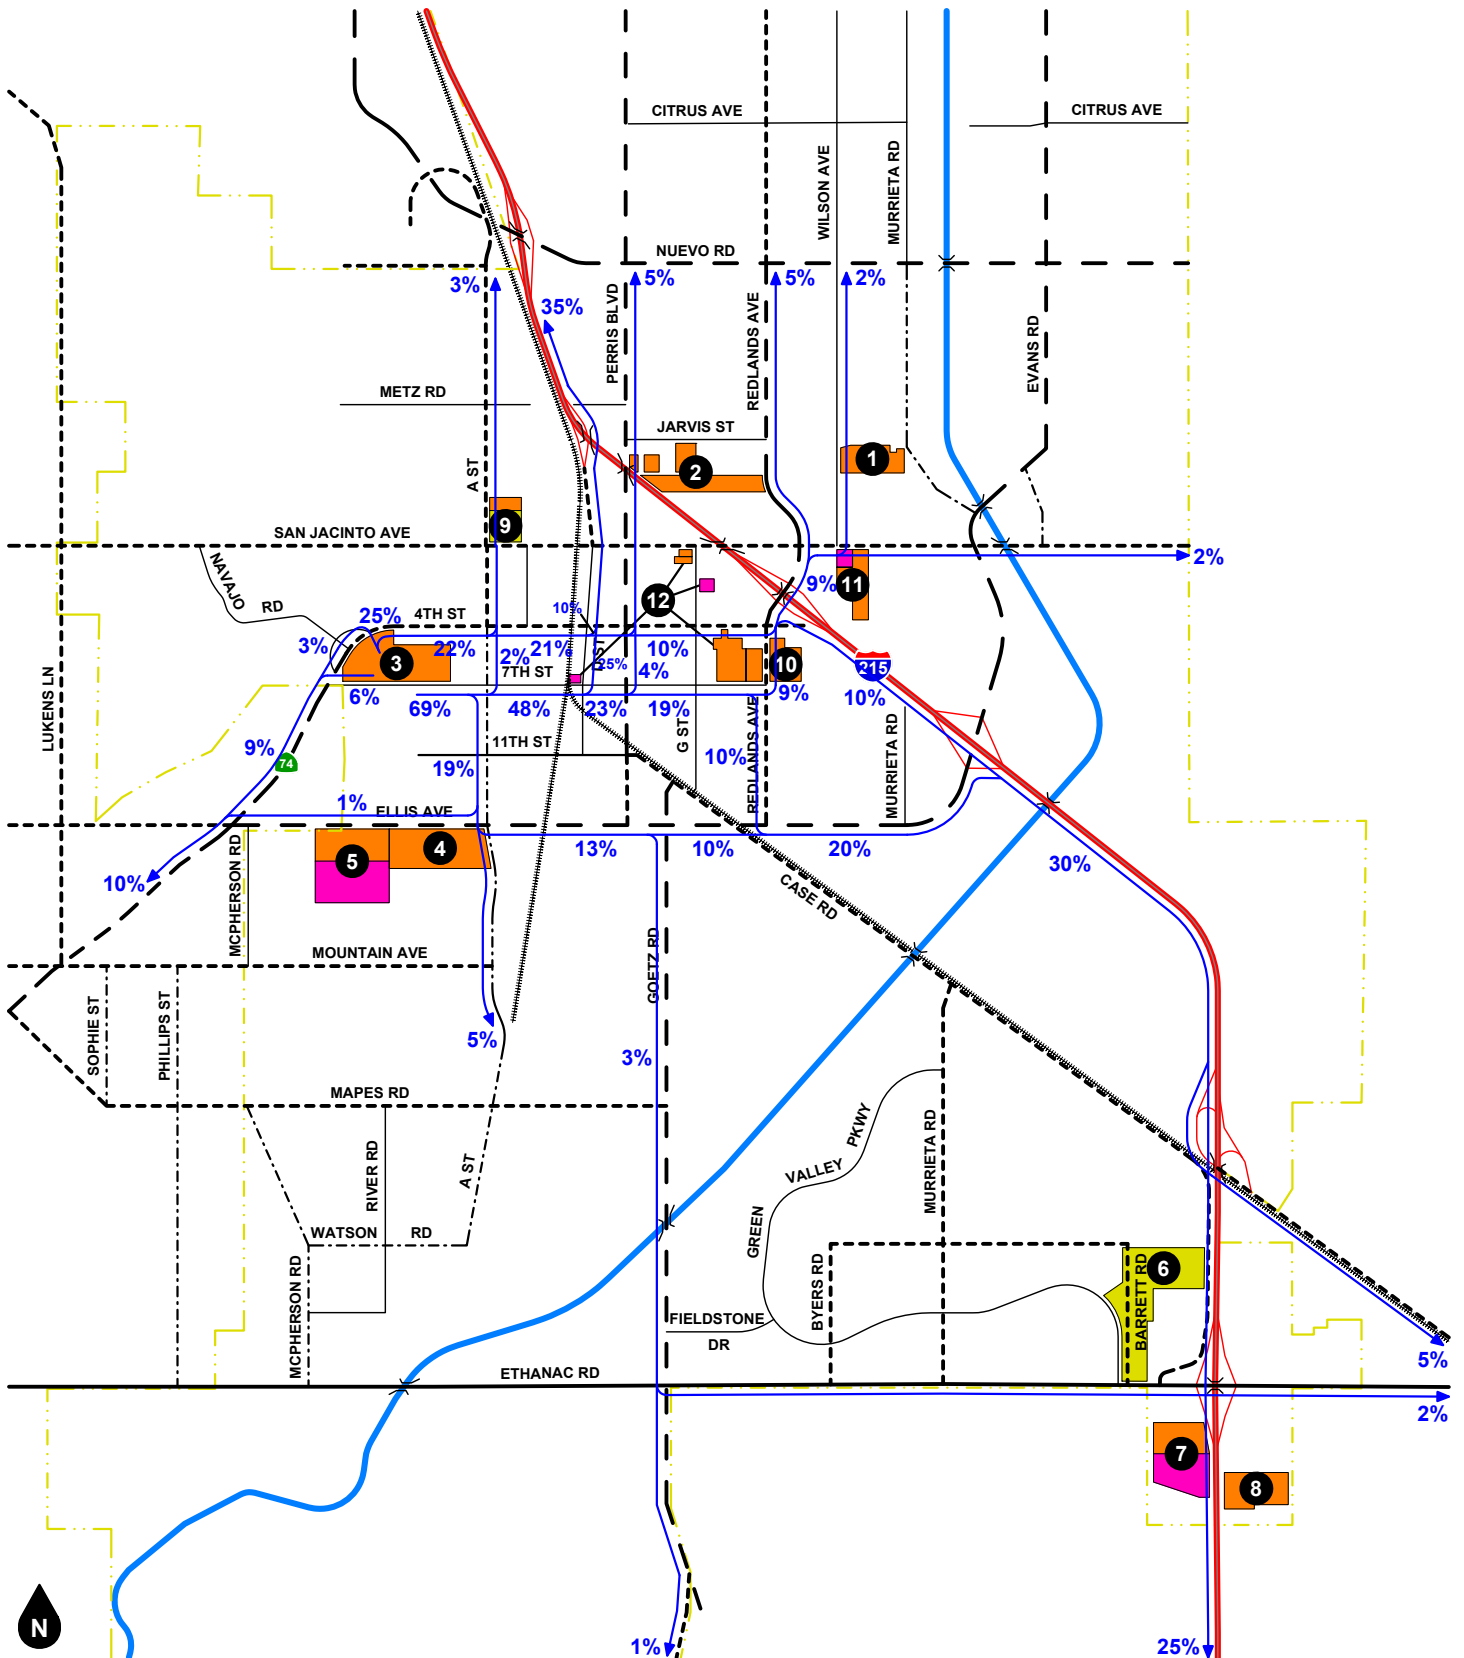 CITRUS AVE
CITRUS AVE
WILSON AVE
MURRIETA RD
NUEVO RD
3%
5%
5%
2%
35%
PERRIS BLVD
REDLANDS AVE
EVANS RD
METZ RD
JARVIS ST
1
2
A ST
9
SAN JACINTO AVE
2%
NAVAJO
RD
9%
11
12
25%
4TH ST
10%
3%
22%
2%
21%
D ST
25%
10%
4%
3
7TH ST
10
215
LUKENS LN
6%
69%
48%
23%
19%
9%
10%
G ST
REDLANDS AVE
MURRIETA RD
11TH ST
9%
74
19%
10%
1%
ELLIS AVE
MCPHERSON RD
5
4
13%
10%
20%
30%
10%
CASE RD
MOUNTAIN AVE
GOETZ RD
SOPHIE ST
PHILLIPS ST
5%
3%
MAPES RD
RIVER RD
A ST
PKWY
VALLEY
GREEN
MURRIETA RD
WATSON
RD
MCPHERSON RD
BYERS RD
BARRETT RD
6
FIELDSTONE
DR
ETHANAC RD
5%
2%
7
8
N
1%
25%